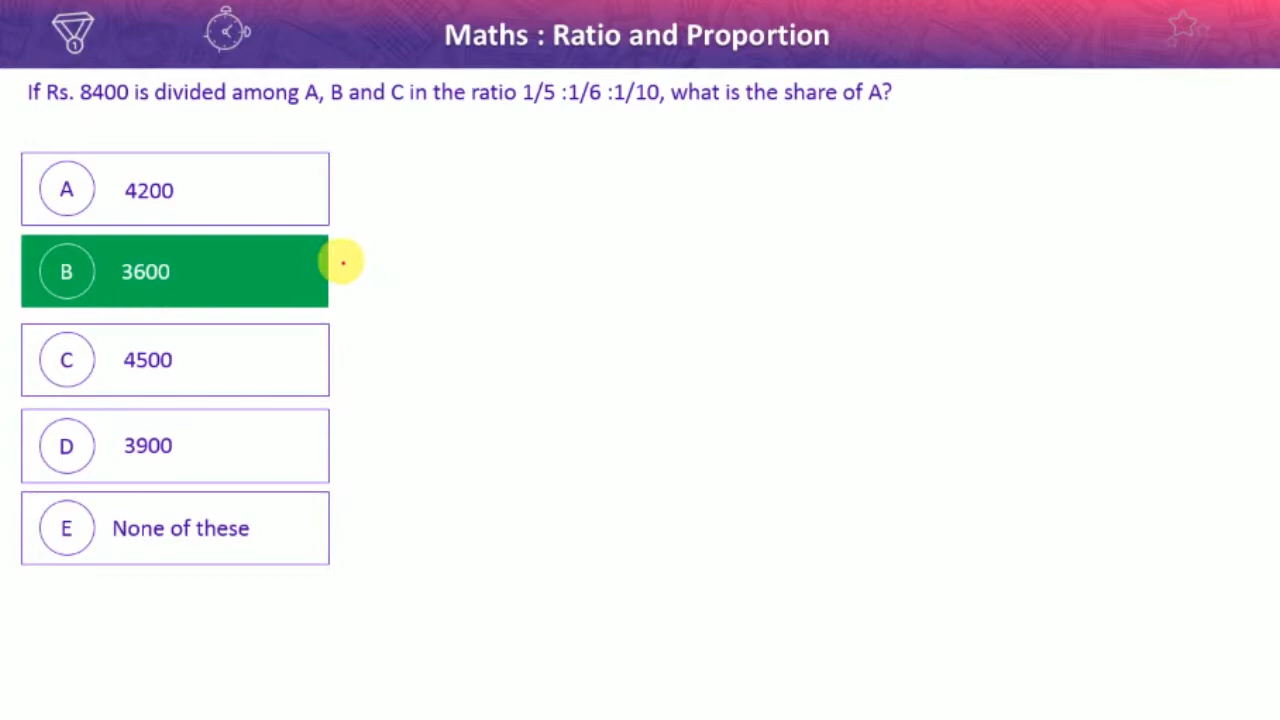 1
Maths : Ratio and Proportion
If Rs. 8400 is divided among A, B and C in the ratio 1/5 :1/6 :1/10, what is the share of A?
A 4200
B 3600
C 4500
D 3900
E None of these